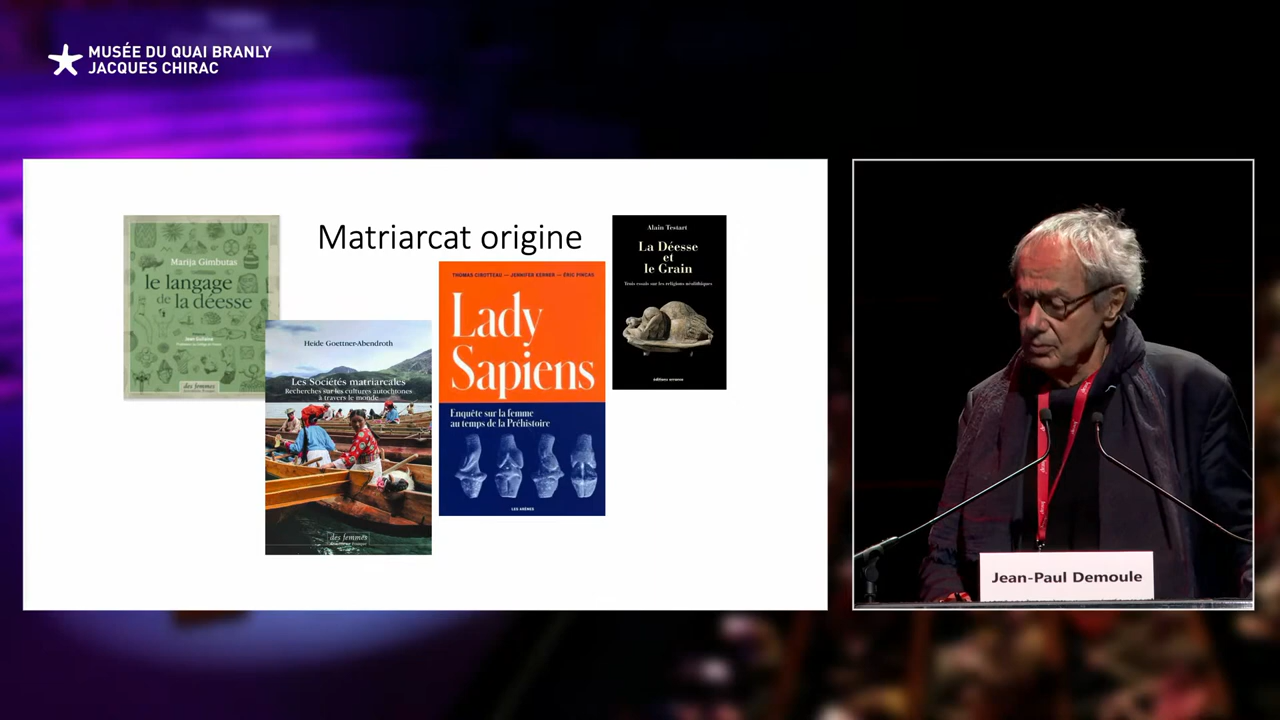 MUSÉE DU QUAI BRANLY
JACQUES CHIRAC
Matriarcat origine
Marija Gimbutas
le langage
de la déesse
Jean Guilaine
des femmes
Heide Goettner-Abendroth
Les Sociétés matriarcales
Recherches sur les cultures autochtones
à travers le monde
des femmes
THOMAS CIROTTEAU — JENNIFER KERNER — ÉRIC PINCAS
Lady
Sapiens
Enquête sur la femme
au temps de la Préhistoire
LES ARÈNES
Alain Testart
La Déesse
et
le Grain
Trois essais sur les religions néolithiques
éditions errance
Jean-Paul Demoule